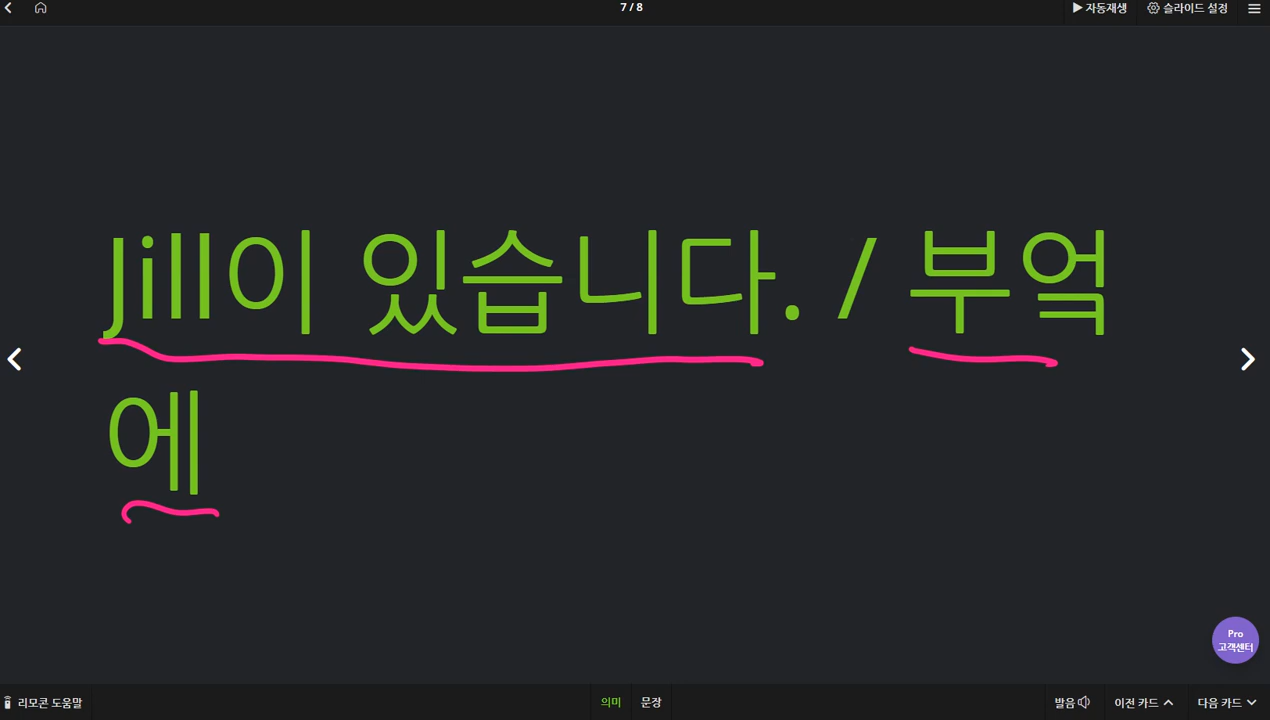 7 / 8
▶ 자동재생
슬라이드 설정
Jill이 있습니다. / 부엌
에
Pro
고객센터
리모콘 도움말
의미
문장
발음
이전 카드
다음 카드